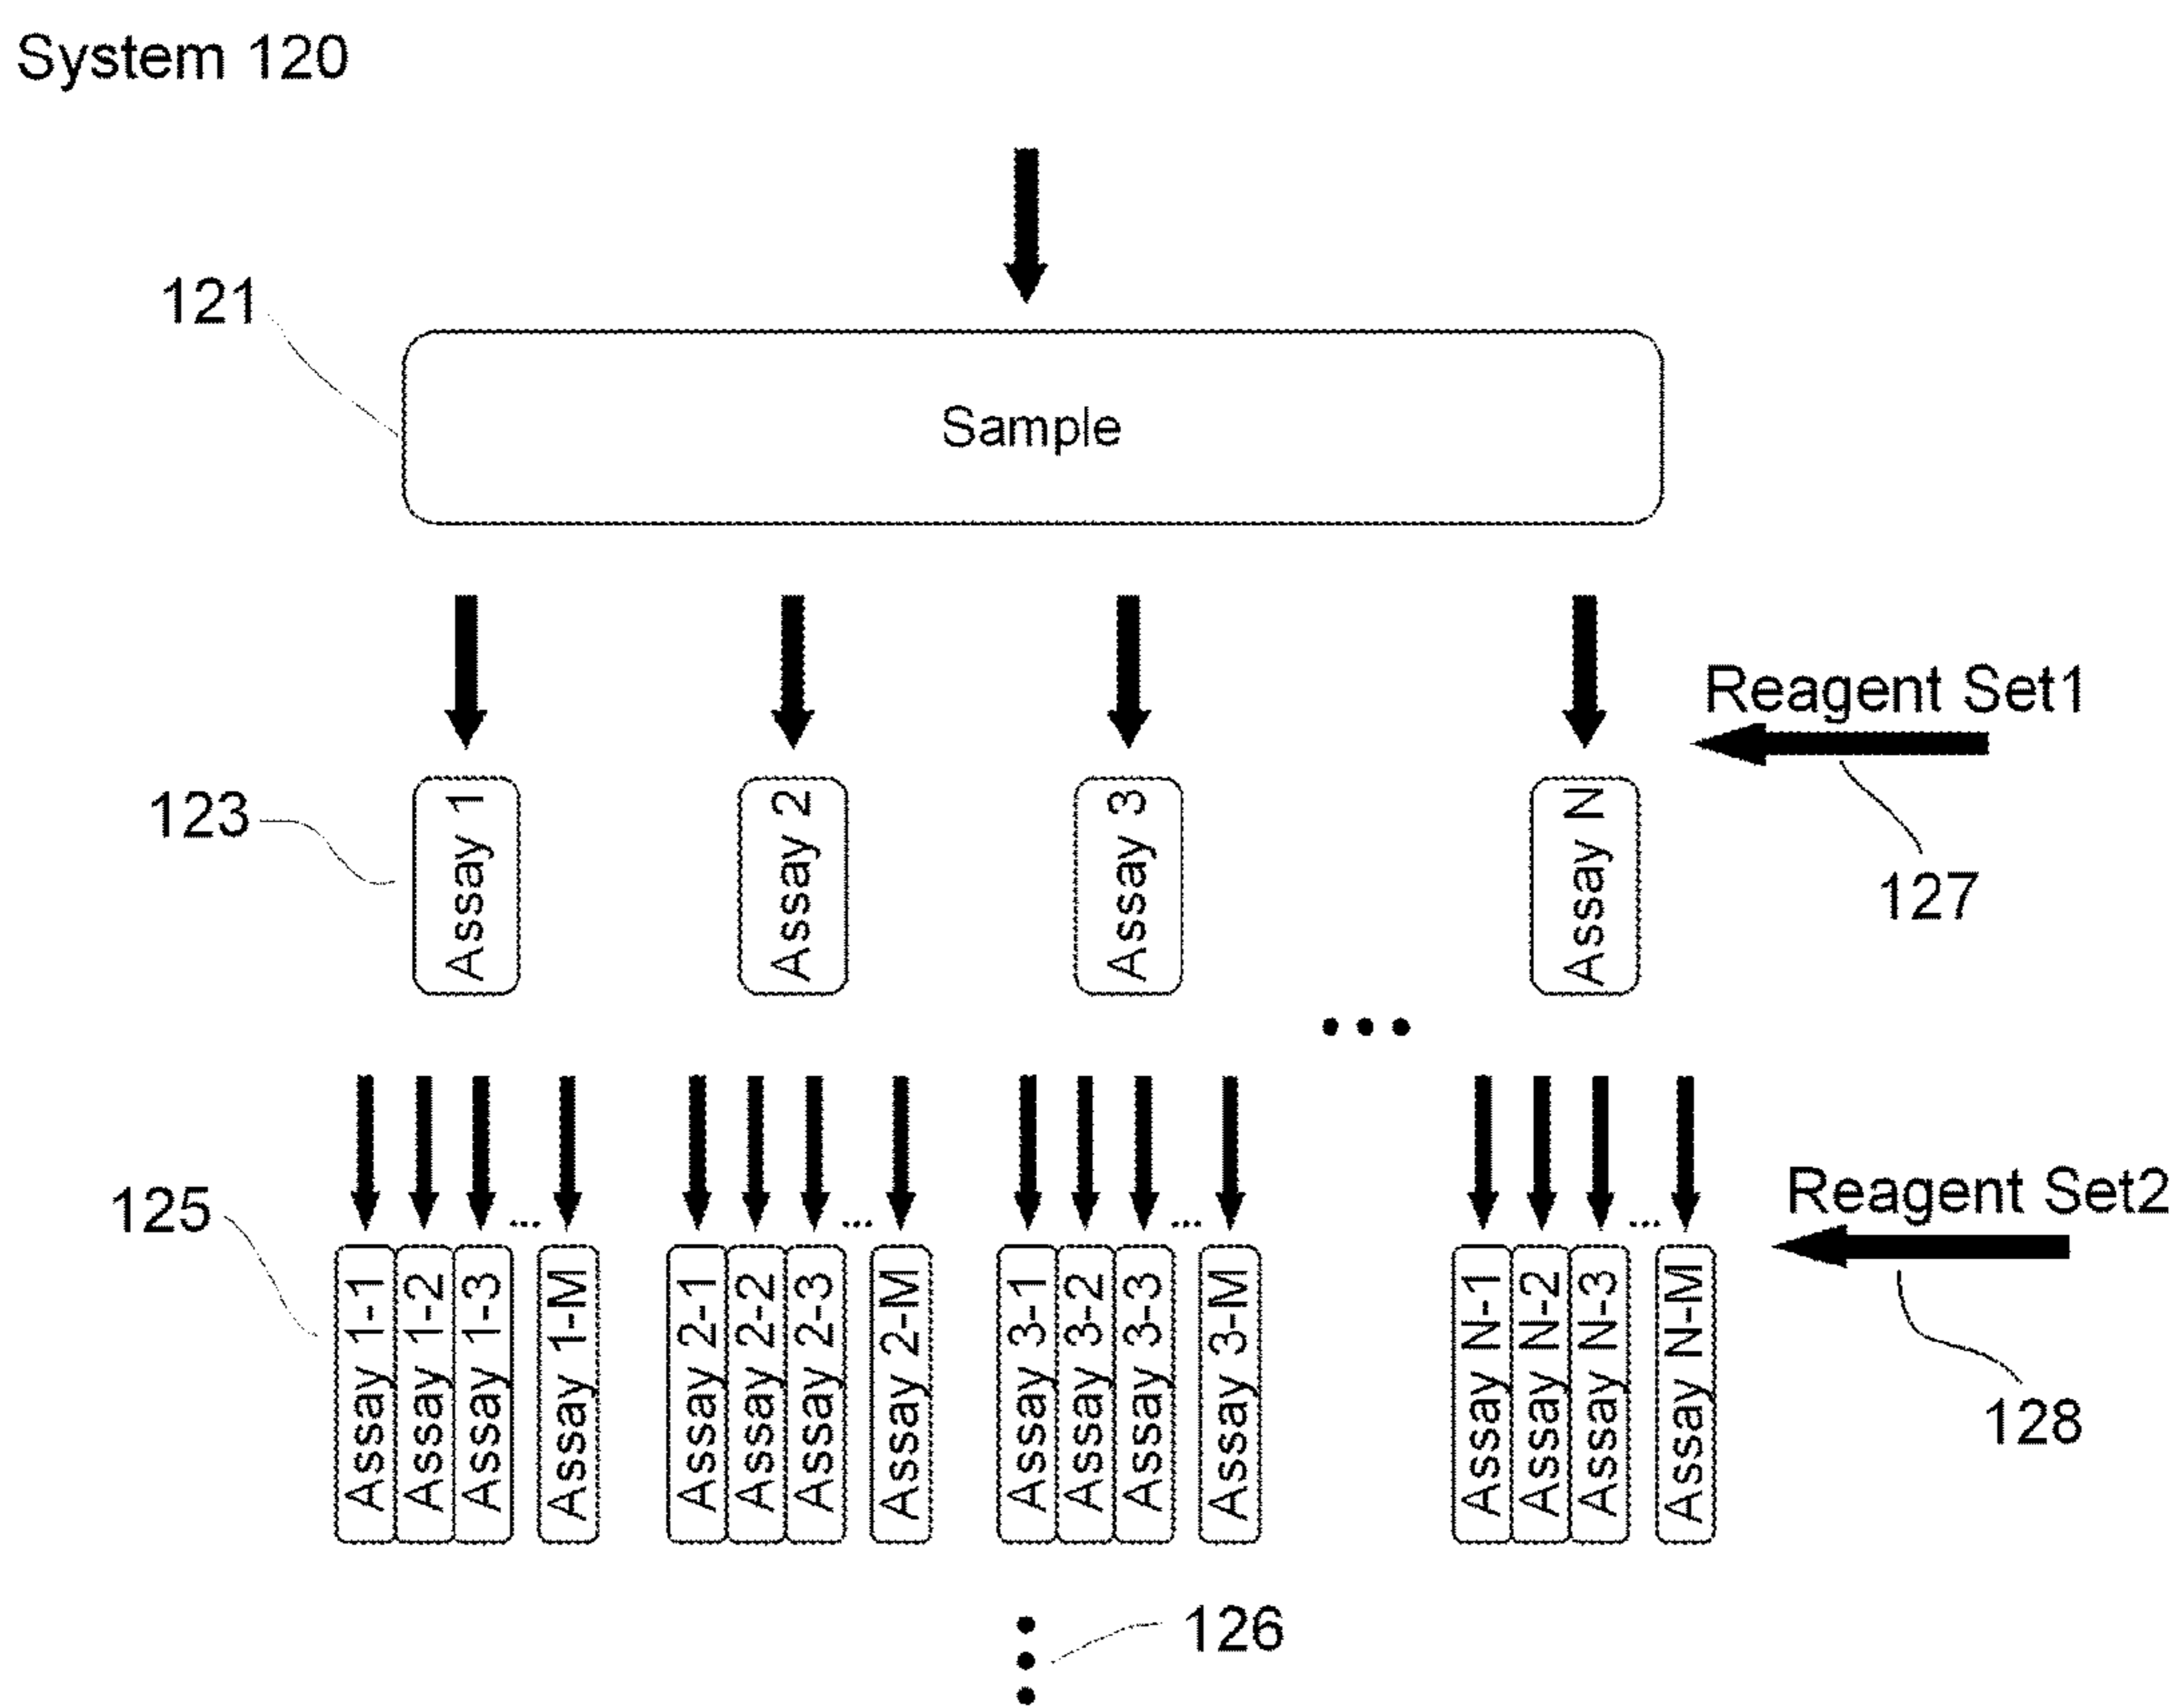 System 120
121
Sample
Reagent Set1
123
Assay 1
Assay 2
Assay 3
Assay N
127
...
125
...
...
...
...
Reagent Set2
Assay 1-1
Assay 1-2
Assay 1-3
Assay 1-M
Assay 2-1
Assay 2-2
Assay 2-3
Assay 2-M
Assay 3-1
Assay 3-2
Assay 3-3
Assay 3-M
Assay N-1
Assay N-2
Assay N-3
Assay N-M
128
126